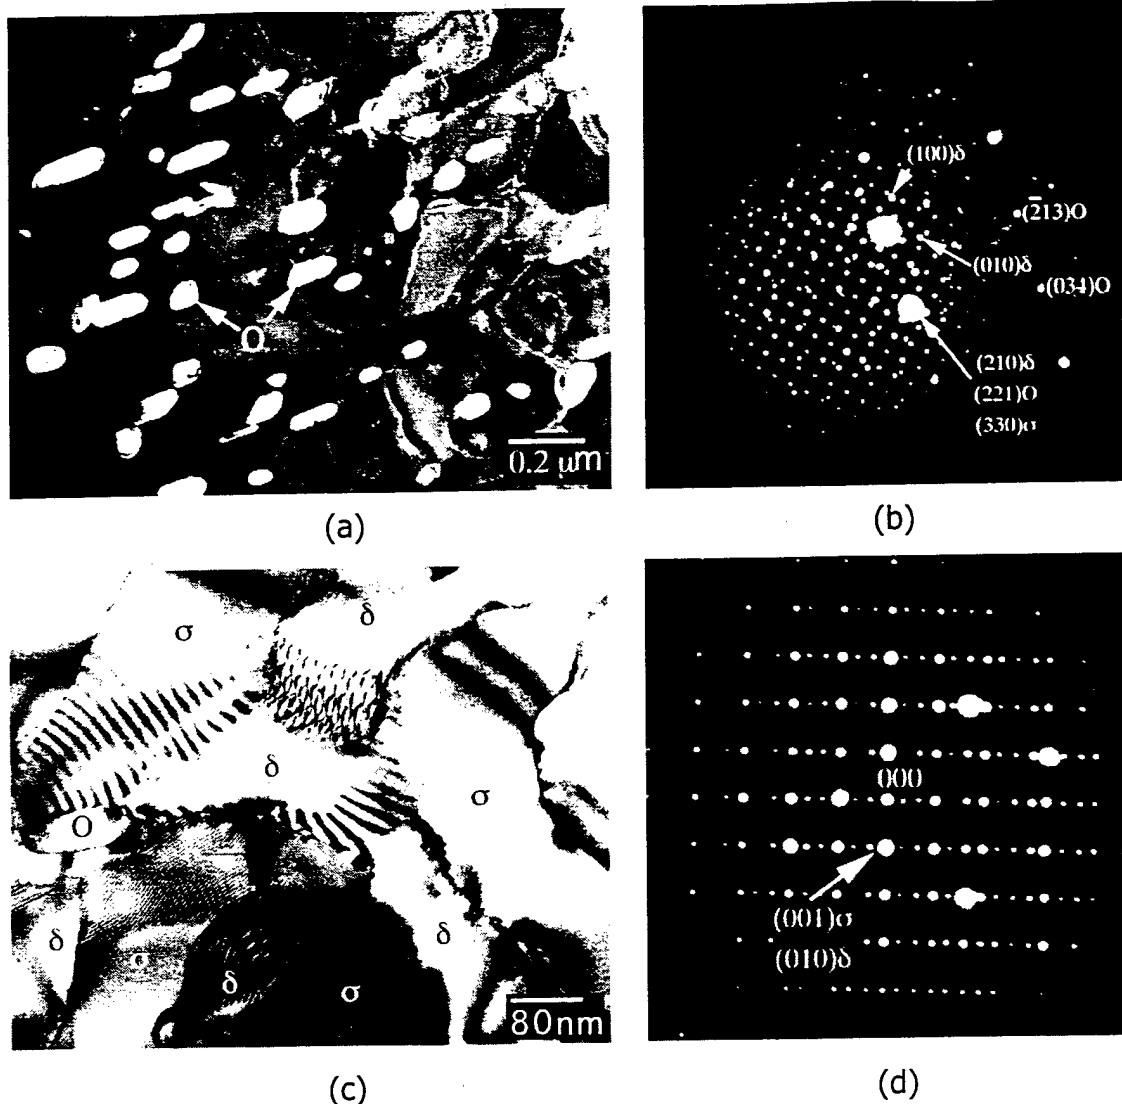 O
0.2 μm
(a)
(100)δ
(2̄13)O
(010)δ
(034)O
(210)δ
(221)O
(330)σ
(b)
δ
σ
δ
σ
O
δ
σ
δ
δ
σ
80nm
(c)
000
(001)σ
(010)δ
(d)